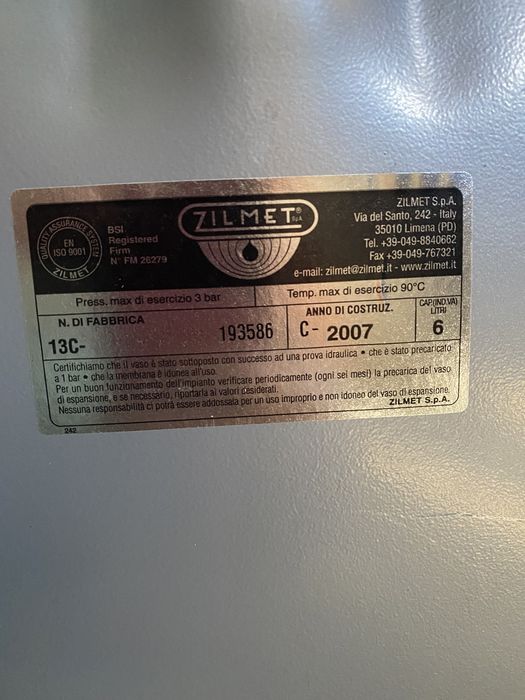 QUALITY ASSURANCE SYSTEM
EN
ISO 9001
ZILMET
BSI
Registered
Firm
N° FM 26279
ZILMET®
SpA
ZILMET S.p.A.
Via del Santo, 242 - Italy
35010 Limena (PD)
Tel. +39-049-8840662
Fax +39-049-767321
e-mail: zilmet@zilmet.it - www.zilmet.it
Press. max di esercizio 3 bar
Temp. max di esercizio 90°C
N. DI FABBRICA
13C- 193586
ANNO DI COSTRUZ.
C- 2007
CAP.(IND.VA)
LITRI
6
Certifichiamo che il vaso è stato sottoposto con successo ad una prova idraulica • che è stato precaricato
a 1 bar • che la membrana è idonea all'uso.
Per un buon funzionamento dell'impianto verificare periodicamente (ogni sei mesi) la precarica del vaso
di espansione, e se necessario, riportarla ai valori desiderati.
Nessuna responsabilità ci potrà essere addossata per un uso improprio e non idoneo del vaso di espansione.
ZILMET S.p.A.
242